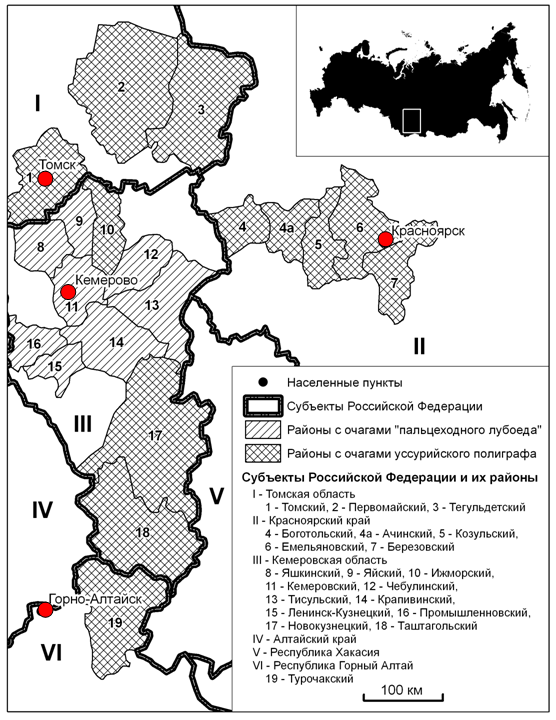 I
2
3
1
Томск
9
10
8
12
Кемерово
11
13
14
16
15
III
17
IV
V
18
Горно-Алтайск
19
VI
4
4а
5
6
Красноярск
7
II
Населенные пункты
Субъекты Российской Федерации
Районы с очагами "пальцеходного лубоеда"
Районы с очагами уссурийского полиграфа
Субъекты Российской Федерации и их районы
I - Томская область
1 - Томский, 2 - Первомайский, 3 - Тегульдетский
II - Красноярский край
4 - Боготольский, 4а - Ачинский, 5 - Козульский,
6 - Емельяновский, 7 - Березовский
III - Кемеровская область
8 - Яшкинский, 9 - Яйский, 10 - Ижморский,
11 - Кемеровский, 12 - Чебулинский,
13 - Тисульский, 14 - Крапивинский,
15 - Ленинск-Кузнецкий, 16 - Промышленновский,
17 - Новокузнецкий, 18 - Таштагольский
IV - Алтайский край
V - Республика Хакасия
VI - Республика Горный Алтай
19 - Турочакский
100 км